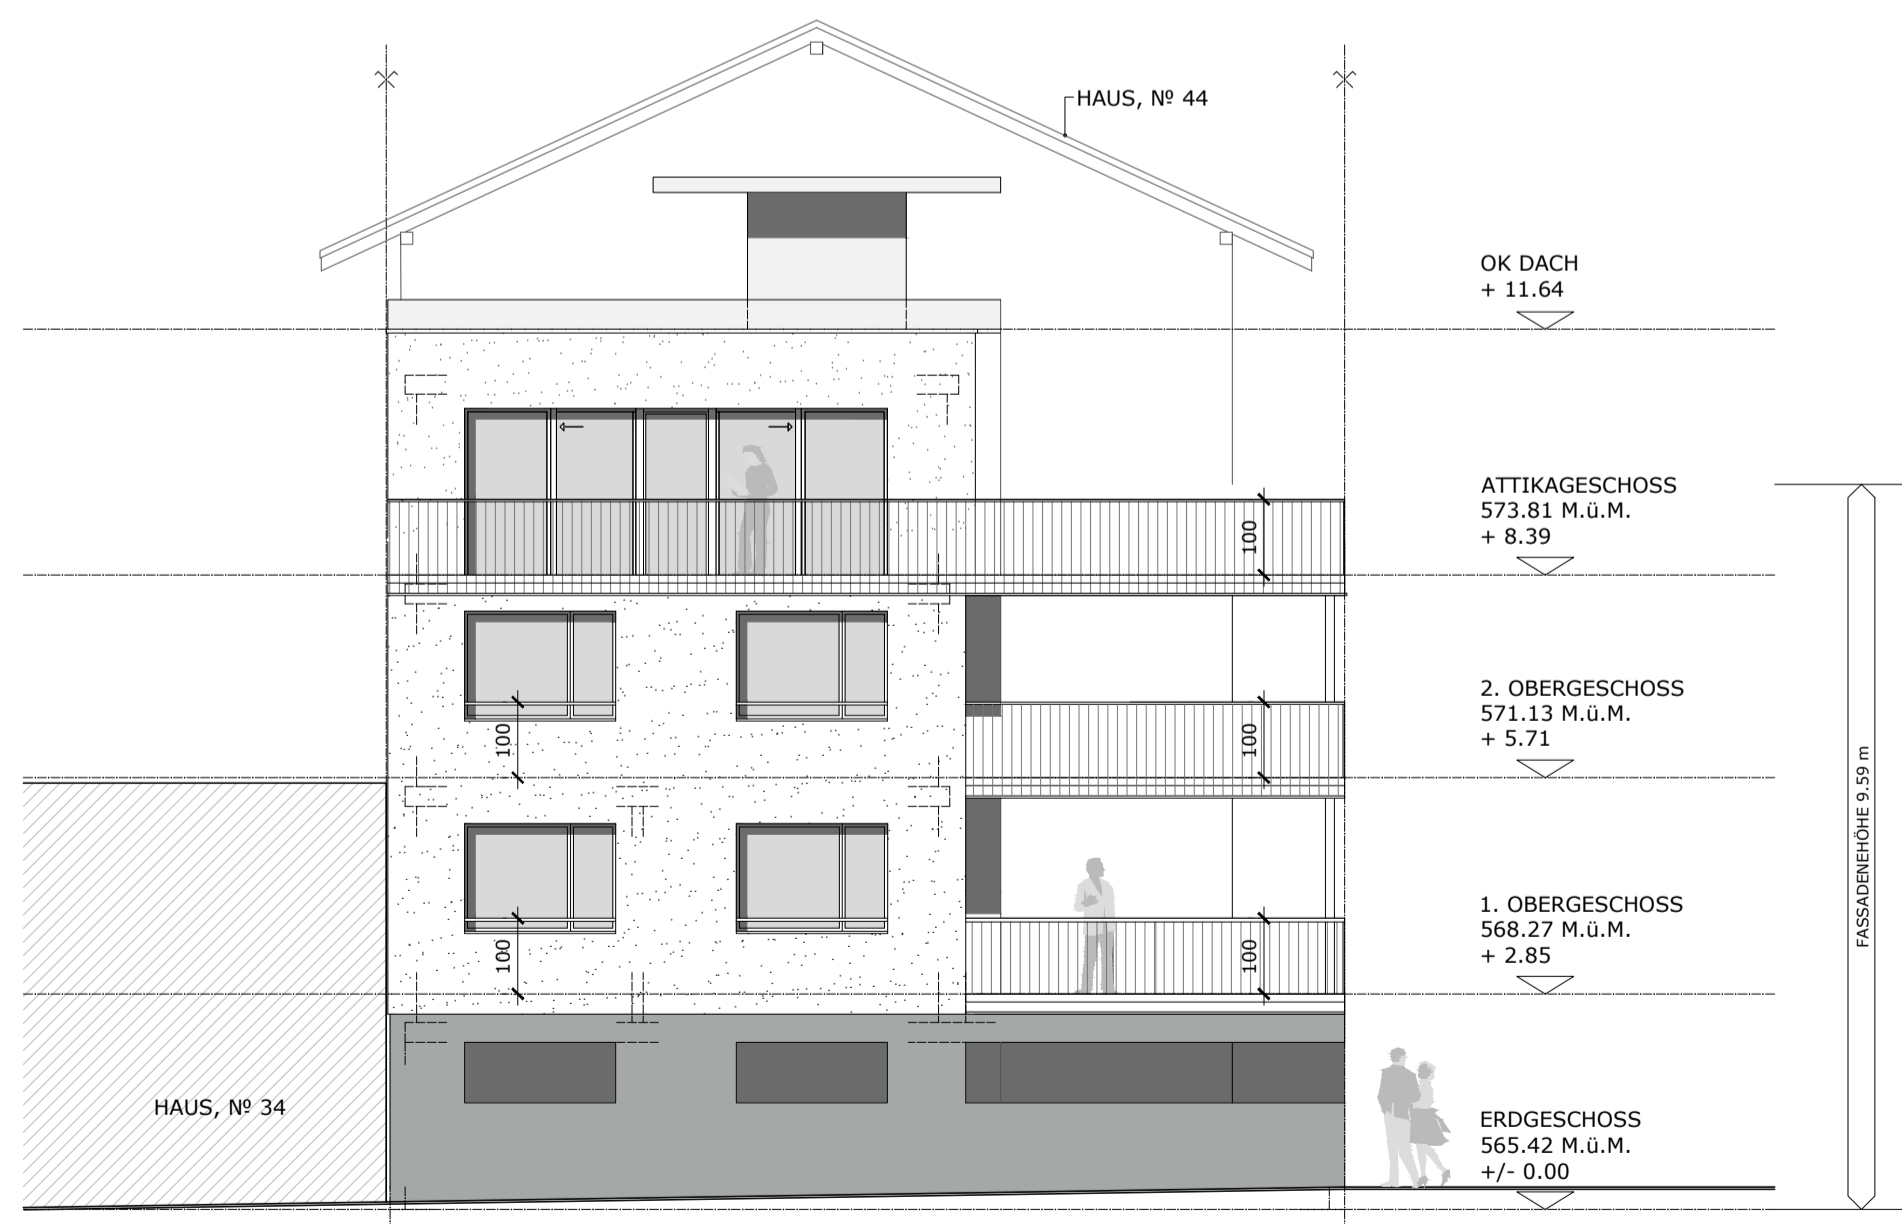 HAUS, Nº 44
OK DACH
+ 11.64
ATTIKAGESCHOSS
573.81 M.ü.M.
+ 8.39
100
2. OBERGESCHOSS
571.13 M.ü.M.
+ 5.71
100
100
1. OBERGESCHOSS
568.27 M.ü.M.
+ 2.85
100
100
FASSADENEHÖHE 9.59 m
HAUS, Nº 34
ERDGESCHOSS
565.42 M.ü.M.
+/- 0.00